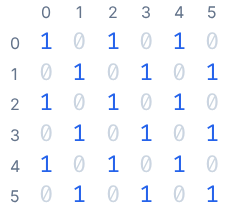 0 1 2 3 4 5
0 1 0 1 0 1 0
1 0 1 0 1 0 1
2 1 0 1 0 1 0
3 0 1 0 1 0 1
4 1 0 1 0 1 0
5 0 1 0 1 0 1